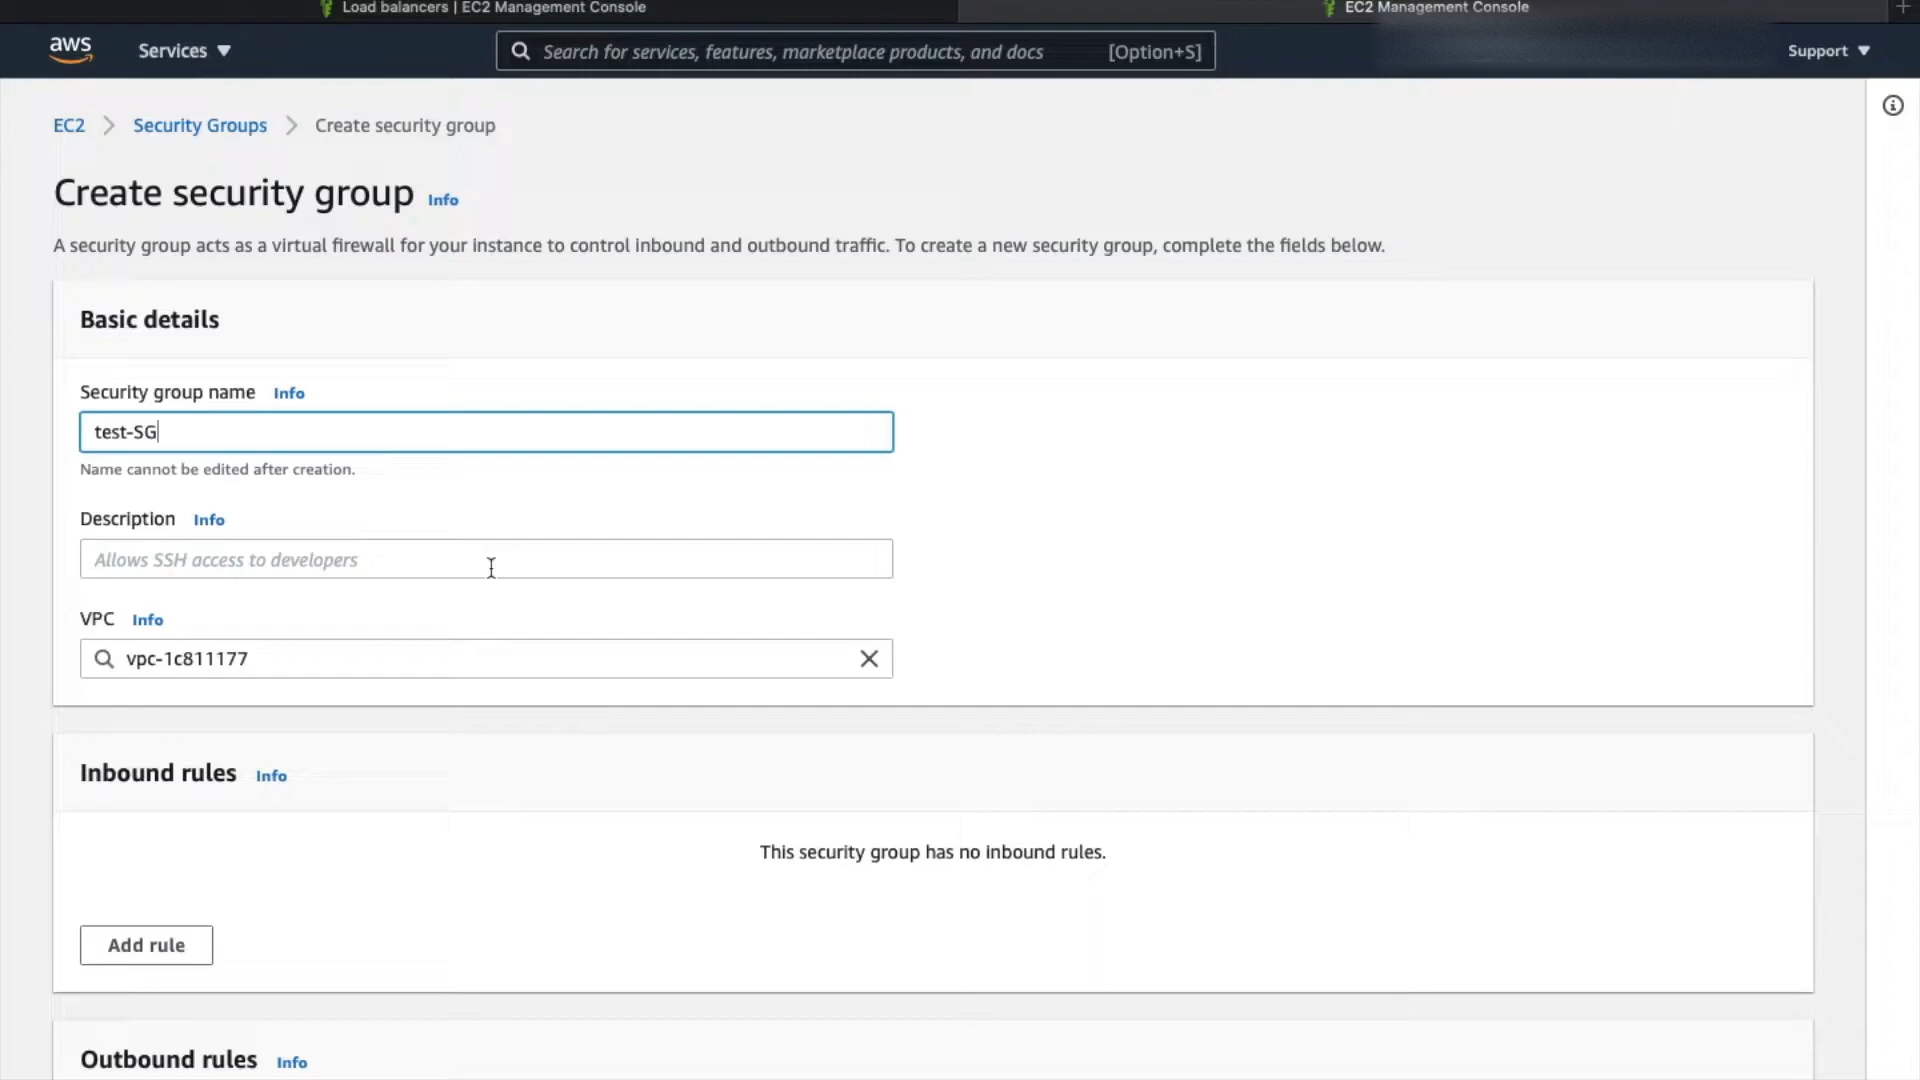 Load balancers | EC2 Management Console
EC2 Management Console
aws
Services
Search for services, features, marketplace products, and docs
[Option+S]
Support
EC2
Security Groups
Create security group
Create security group
Info
A security group acts as a virtual firewall for your instance to control inbound and outbound traffic. To create a new security group, complete the fields below.
Basic details
Security group name
Info
test-SG
Name cannot be edited after creation.
Description
Info
Allows SSH access to developers
VPC
Info
vpc-1c811177
Inbound rules
Info
This security group has no inbound rules.
Add rule
Outbound rules
Info